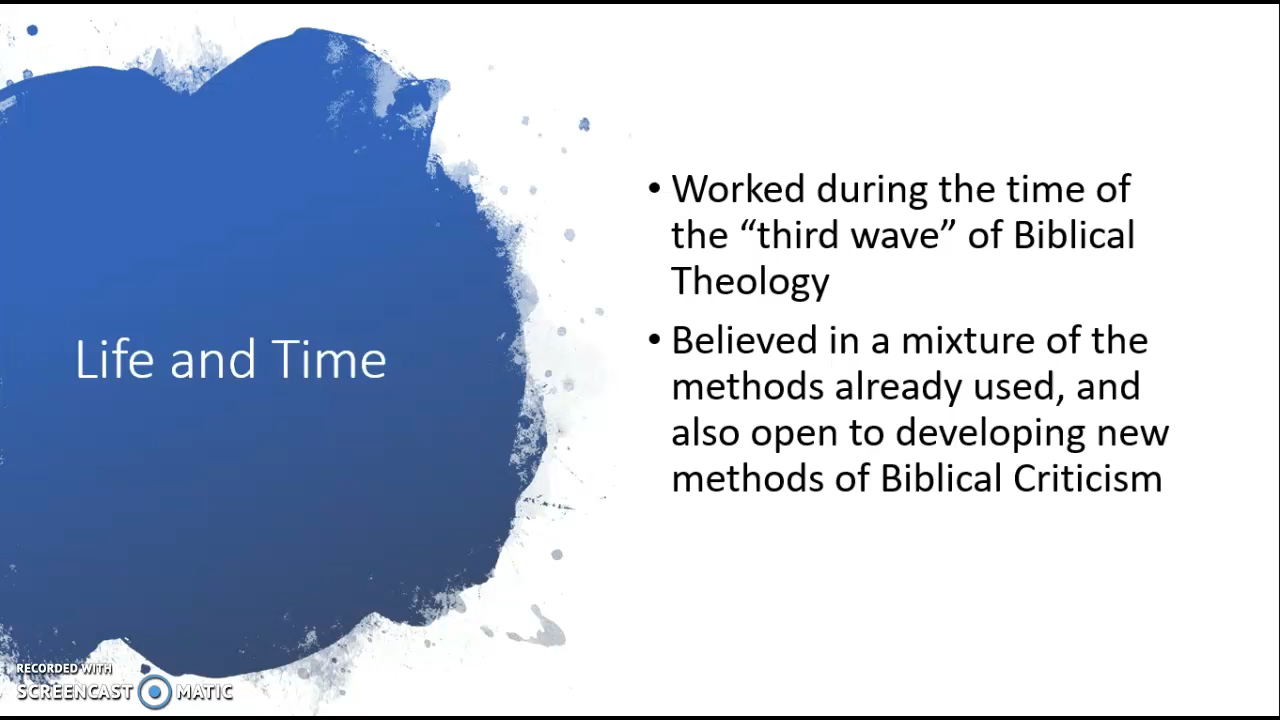 Life and Time
• Worked during the time of
the “third wave” of Biblical
Theology
• Believed in a mixture of the
methods already used, and
also open to developing new
methods of Biblical Criticism
RECORDED WITH
SCREENCAST MATIC